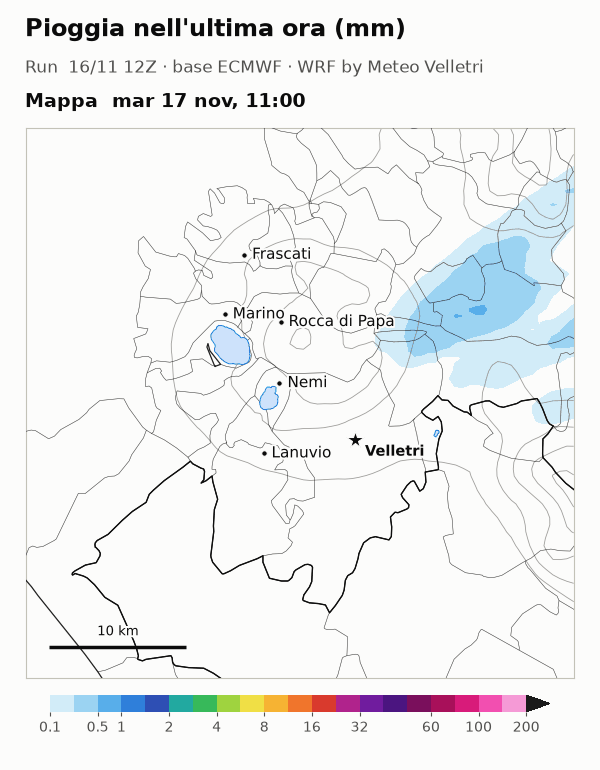 Pioggia nell'ultima ora (mm)
Run  16/11 12Z · base ECMWF · WRF by Meteo Velletri
Mappa  mar 17 nov, 11:00
Frascati
Marino
Rocca di Papa
Nemi
Velletri
Lanuvio
10 km
0.1 0.5 1 2 4 8 16 32 60 100 200